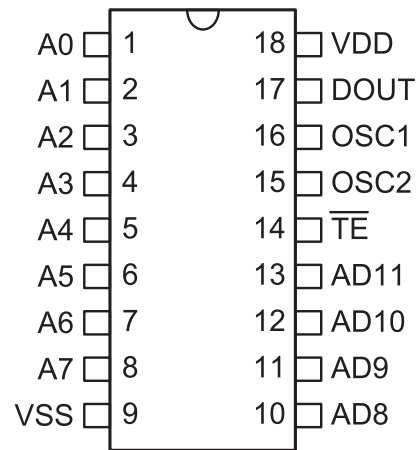 A0 1 18 VDD
A1 2 17 DOUT
A2 3 16 OSC1
A3 4 15 OSC2
A4 5 14 T̅E̅
A5 6 13 AD11
A6 7 12 AD10
A7 8 11 AD9
VSS 9 10 AD8